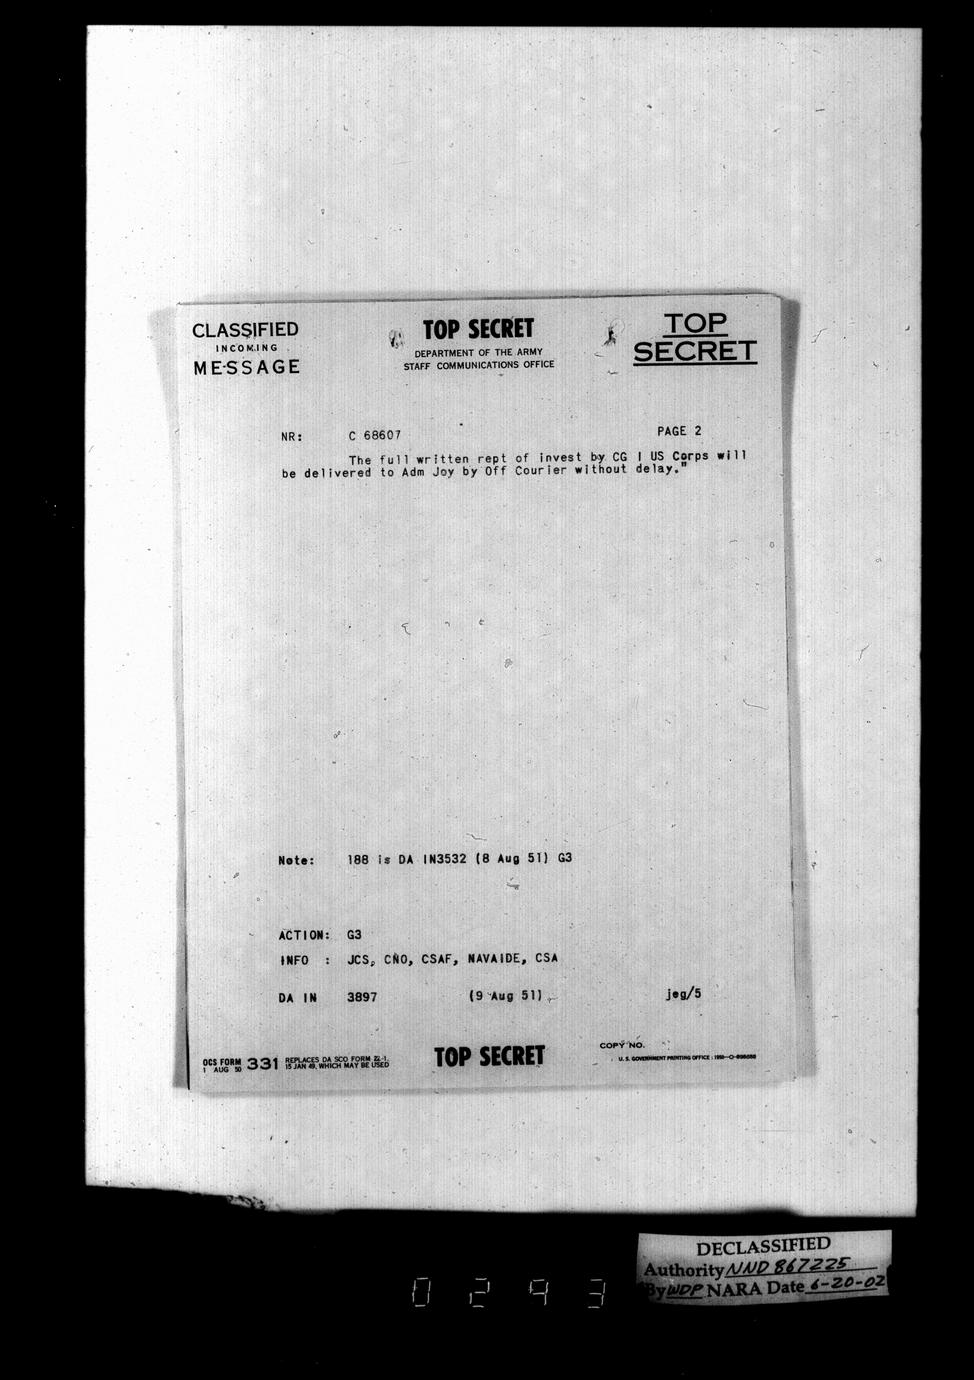 CLASSIFIED
INCOMING
MESSAGE
TOP SECRET
DEPARTMENT OF THE ARMY
STAFF COMMUNICATIONS OFFICE
TOP
SECRET
NR: C 68607 PAGE 2
The full written rept of invest by CG I US Corps will
be delivered to Adm Joy by Off Courier without delay."
Note: 188 is DA IN3532 (8 Aug 51) G3
ACTION: G3
INFO : JCS, CNO, CSAF, NAVAIDE, CSA
DA IN 3897 (9 Aug 51) jeg/5
OCS FORM 331
1 AUG 50
REPLACES DA SCO FORM 22-1,
15 JAN 49, WHICH MAY BE USED
TOP SECRET
COPY NO.
U. S. GOVERNMENT PRINTING OFFICE: 1950-O
DECLASSIFIED
Authority NND 867225
By WDP NARA Date 6-20-02
0293